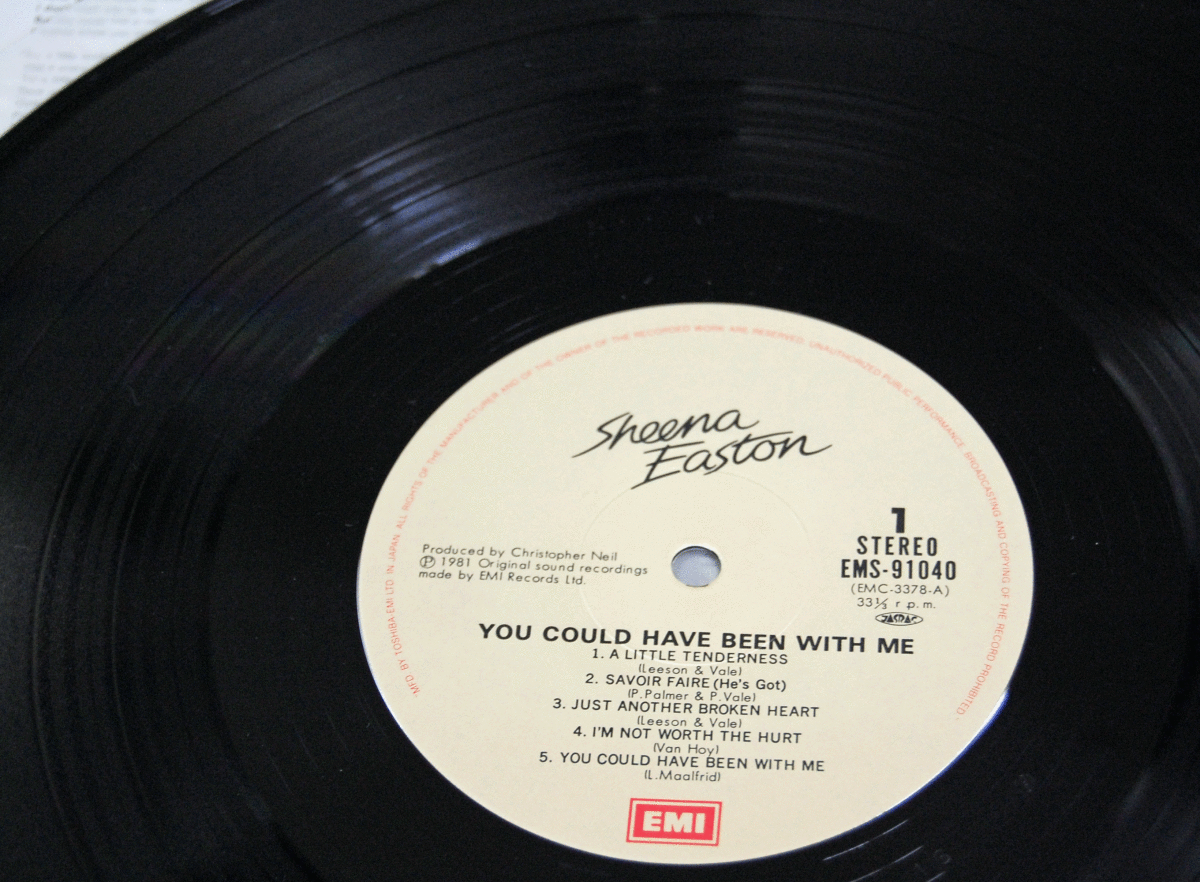 MFD. BY TOSHIBA-EMI LTD. IN JAPAN. ALL RIGHTS OF THE MANUFACTURER AND OF THE OWNER OF THE RECORDED WORK ARE RESERVED. UNAUTHORIZED PUBLIC PERFORMANCE, BROADCASTING AND COPYING OF THE RECORD PROHIBITED.
Sheena
Easton
1
STEREO
EMS-91040
(EMC-3378-A)
33⅓ r.p.m.
JASRAC
Produced by Christopher Neil
Ⓟ 1981 Original sound recordings
made by EMI Records Ltd.
YOU COULD HAVE BEEN WITH ME
1. A LITTLE TENDERNESS
(Leeson & Vale)
2. SAVOIR FAIRE (He's Got)
(P. Palmer & P. Vale)
3. JUST ANOTHER BROKEN HEART
(Leeson & Vale)
4. I'M NOT WORTH THE HURT
(Van Hoy)
5. YOU COULD HAVE BEEN WITH ME
(L. Maalfrid)
EMI